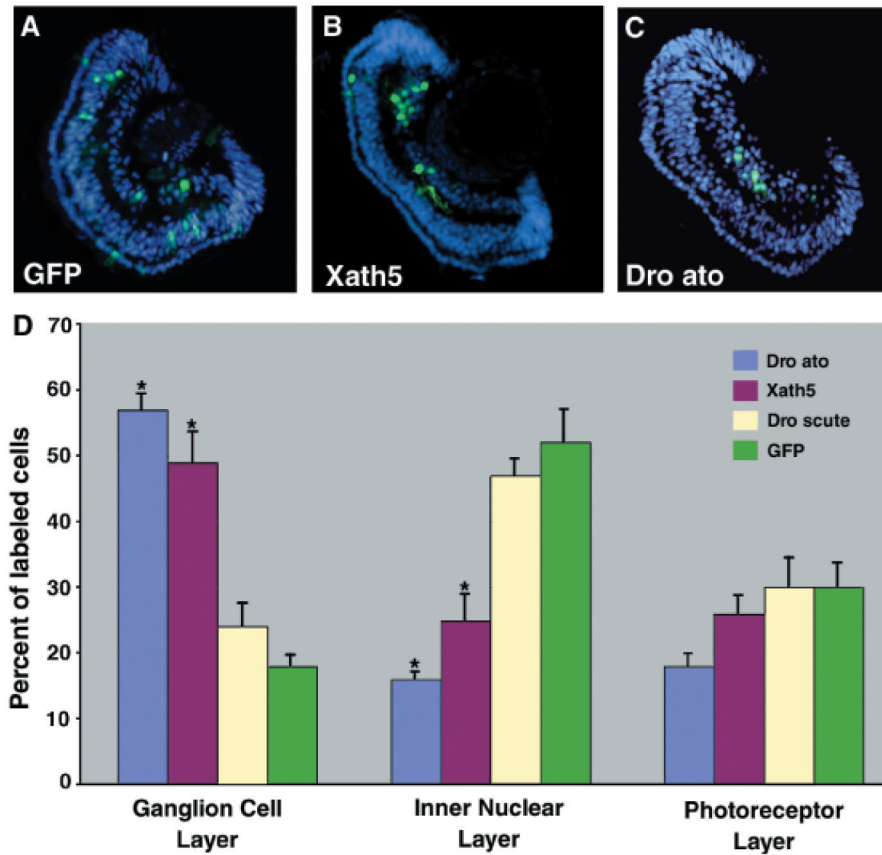 A
B
C
GFP
Xath5
Dro ato
D
70
60
50
40
30
20
10
0
Percent of labeled cells
* * * *
Dro ato
Xath5
Dro scute
GFP
Ganglion Cell
Layer
Inner Nuclear
Layer
Photoreceptor
Layer